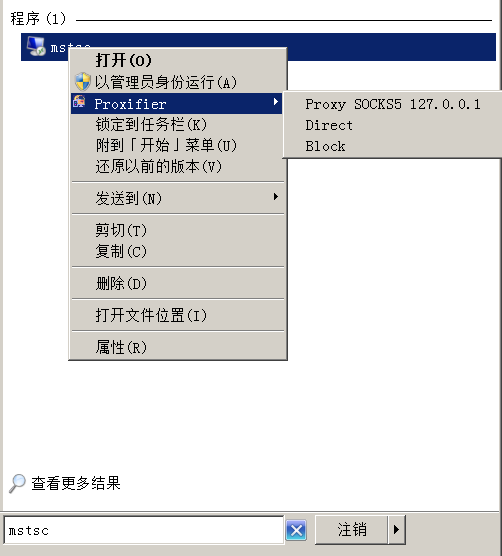 程序 (1)
mstsc
打开(O)
以管理员身份运行(A)
Proxifier
Proxy SOCKS5 127.0.0.1
锁定到任务栏(K)
Direct
附到「开始」菜单(U)
Block
还原以前的版本(V)
发送到(N)
剪切(T)
复制(C)
删除(D)
打开文件位置(I)
属性(R)
查看更多结果
mstsc
注销